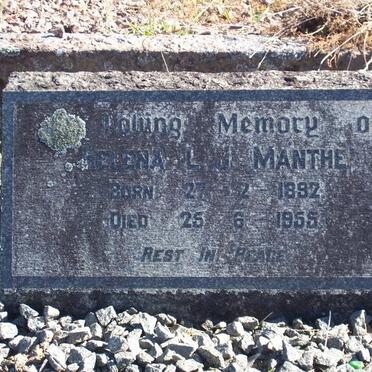 Loving Memory o
HELENA L. J. MANTHE
BORN 27 - 2 - 1892
DIED 25 - 6 - 1955
REST IN PEACE